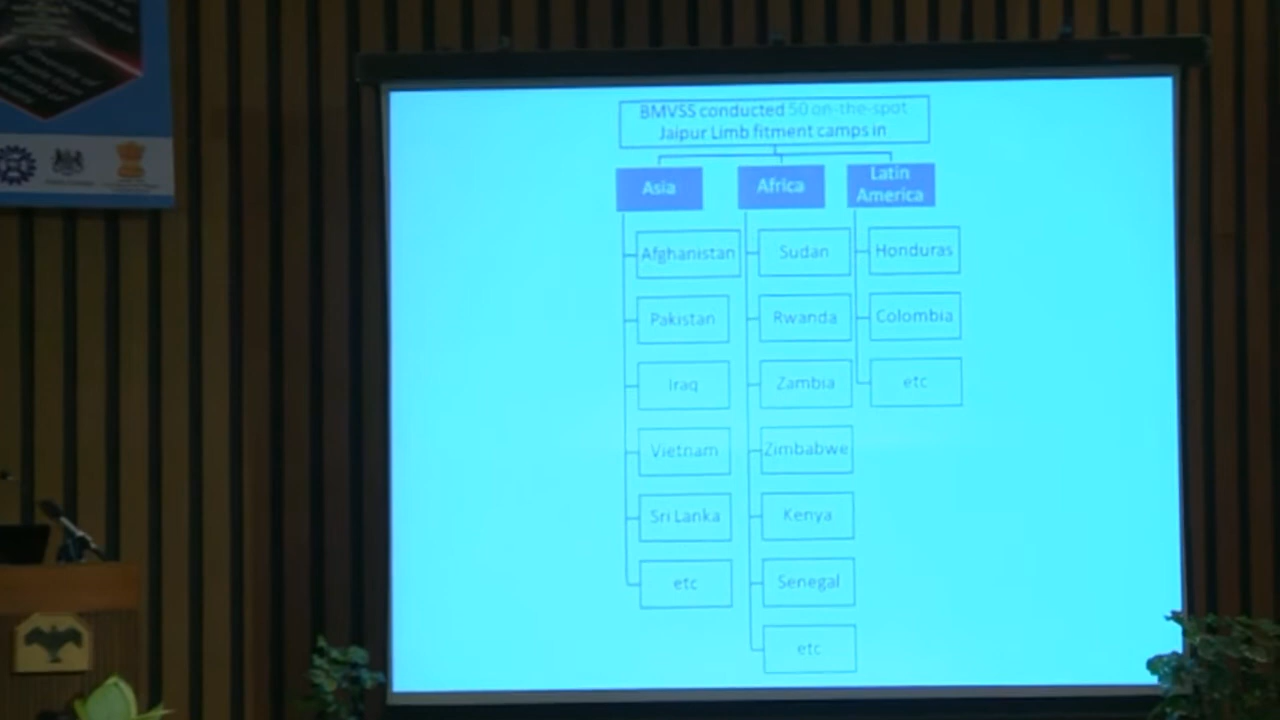 BMVSS conducted 50 on-the-spot
Jaipur Limb fitment camps in
Asia
Afghanistan
Pakistan
Iraq
Vietnam
Sri Lanka
etc
Africa
Sudan
Rwanda
Zambia
Zimbabwe
Kenya
Senegal
etc
Latin
America
Honduras
Colombia
etc